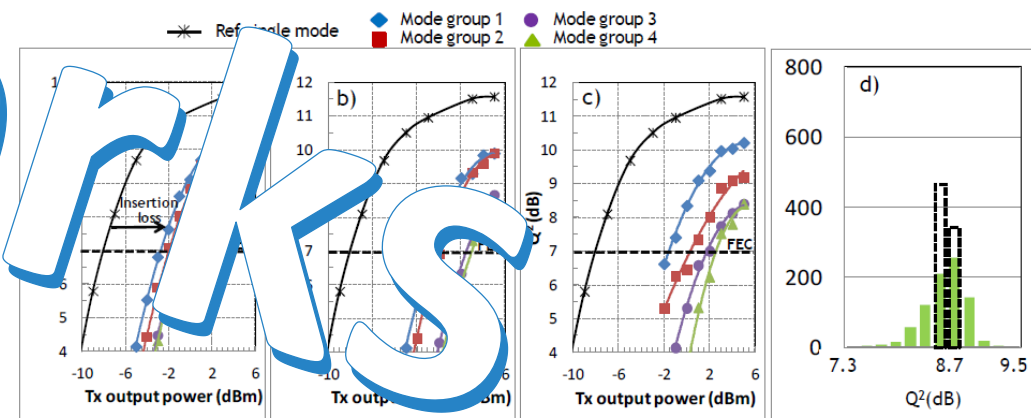 Mode group 1
Mode group 2
Mode group 3
Mode group 4
mode
Insertion
loss
6
5
4
-10
-6
-2
2
Tx output power (dBm)
b)
12
11
10
7
4
-10
6
c)
12
11
10
9
8
7
6
5
4
-10
-6
-2
2
6
(dB)
FEC
Tx output power (dBm)
d)
800
600
400
200
0
7.3
8.7
9.5
Q²(dB)
rks